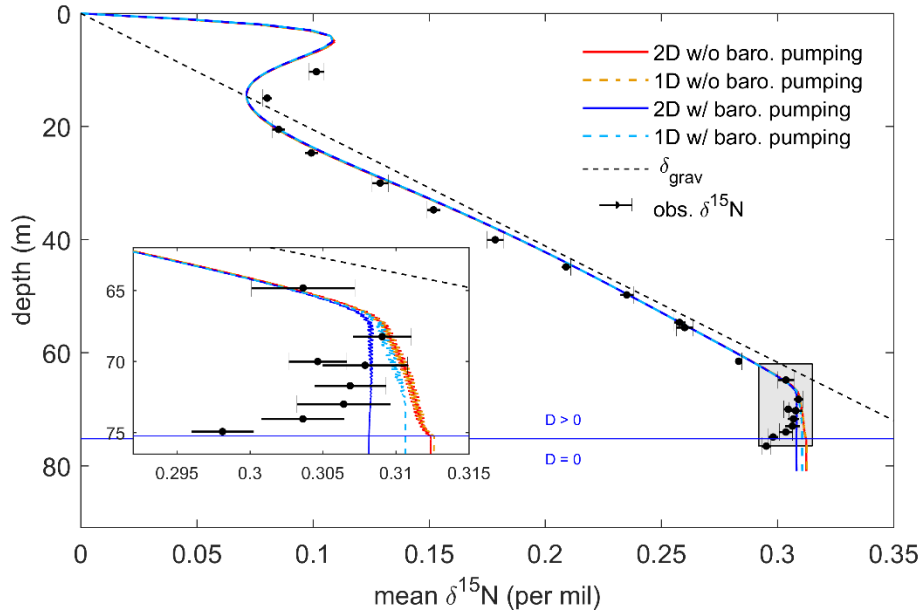 0
20
40
60
80
depth (m)
2D w/o baro. pumping
1D w/o baro. pumping
2D w/ baro. pumping
1D w/ baro. pumping
δgrav
obs. δ¹⁵N
65
70
75
0.295
0.3
0.305
0.31
0.315
D > 0
D = 0
0
0.05
0.1
0.15
0.2
0.25
0.3
0.35
mean δ¹⁵N (per mil)